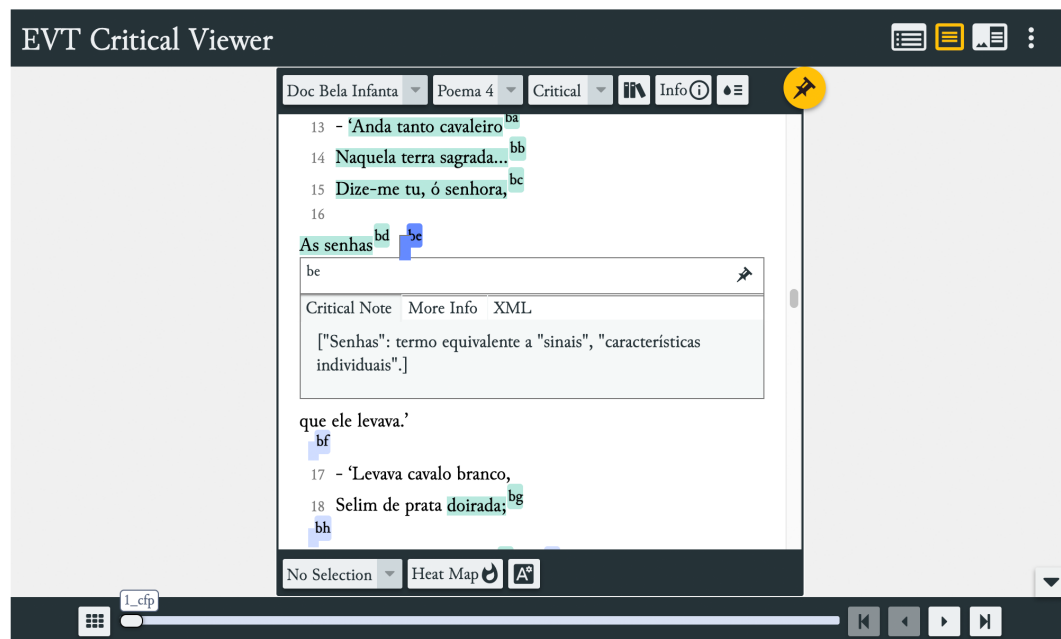 EVT Critical Viewer
Doc Bela Infanta Poema 4 Critical Info
13 - ‘Anda tanto cavaleiro ba
14 Naquela terra sagrada... bb
15 Dize-me tu, ó senhora, bc
16
As senhas bd be
be
Critical Note More Info XML
["Senhas": termo equivalente a "sinais", "características
individuais".]
que ele levava.’
bf
17 - ‘Levava cavalo branco,
18 Selim de prata doirada; bg
bh
No Selection Heat Map A
1_cfp